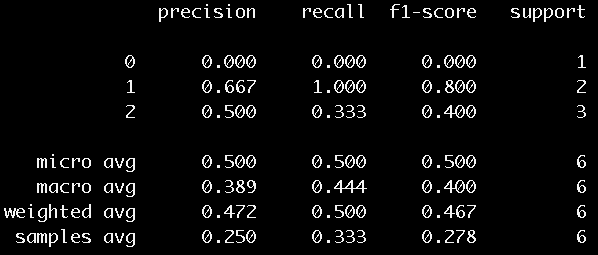 precision recall f1-score support
0 0.000 0.000 0.000 1
1 0.667 1.000 0.800 2
2 0.500 0.333 0.400 3
micro avg 0.500 0.500 0.500 6
macro avg 0.389 0.444 0.400 6
weighted avg 0.472 0.500 0.467 6
samples avg 0.250 0.333 0.278 6